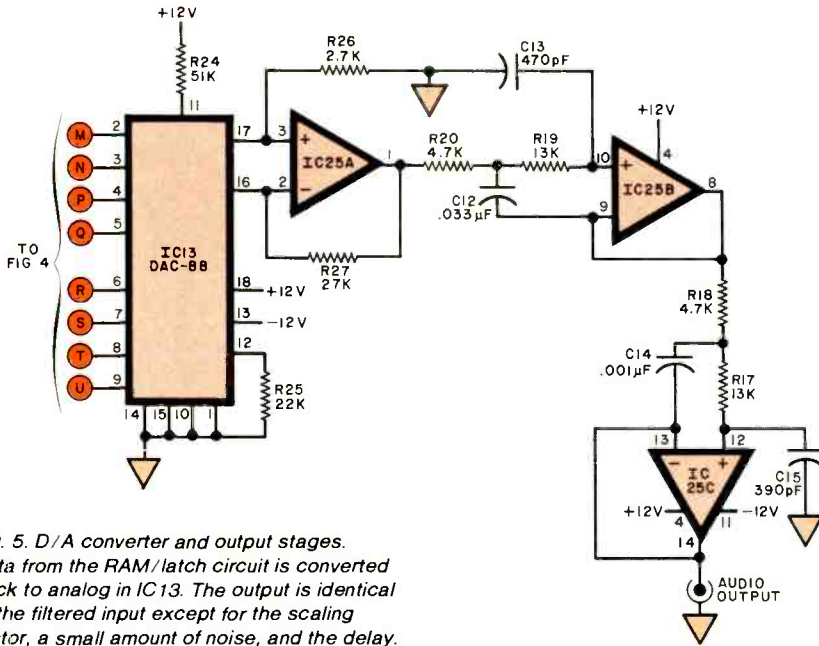 +12V
R24
51K
R26
2.7K
C13
470pF
11
M 2
N 3
P 4
Q 5
R 6
S 7
T 8
U 9
TO
FIG 4
IC13
DAC-88
17
16
18 +12V
13 -12V
12
14 15 10 1
R25
22K
3 +
2 -
IC25A
1
R27
27K
R20
4.7K
R19
13K
C12
.033µF
+12V
4
10 +
9 -
IC25B
8
R18
4.7K
C14
.001µF
R17
13K
13 12
- +
IC
25C
C15
390pF
+12V 4
11 -12V
14
AUDIO
OUTPUT
. 5. D/A converter and output stages.
ta from the RAM/latch circuit is converted
ck to analog in IC13. The output is identical
the filtered input except for the scaling
ctor, a small amount of noise, and the delay.